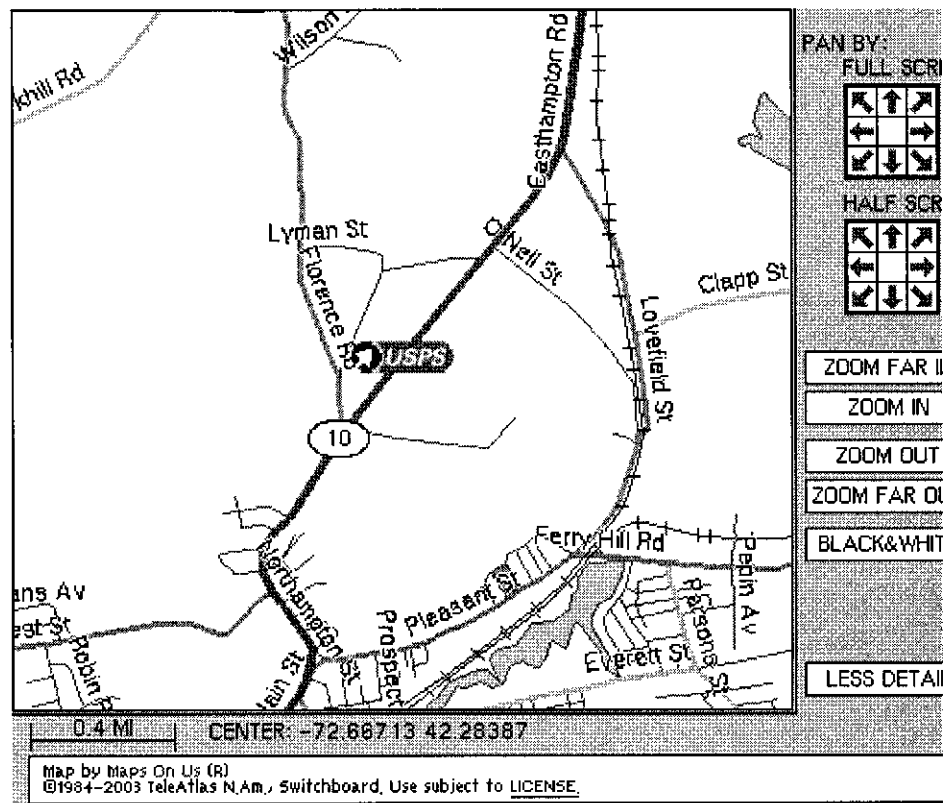 Wilson
khill Rd
Easthampton Rd
PAN BY:
FULL SCRE
HALF SCR
Lyman St
Florence Rd
Nell St
Clapp St
USPS
Lovefield St
10
ZOOM FAR I
ZOOM IN
ZOOM OUT
ZOOM FAR OU
BLACK&WHIT
Ferry Hill Rd
Pepin Av
Northampton St
ans Av
est St
Robin
Pleasant St
Prospect
Parsons St
Everett St
ain St
LESS DETAI
0.4 MI
CENTER: -72.66713 42.28387
Map by Maps On Us (R)
©1984-2003 TeleAtlas N.Am., Switchboard. Use subject to LICENSE.